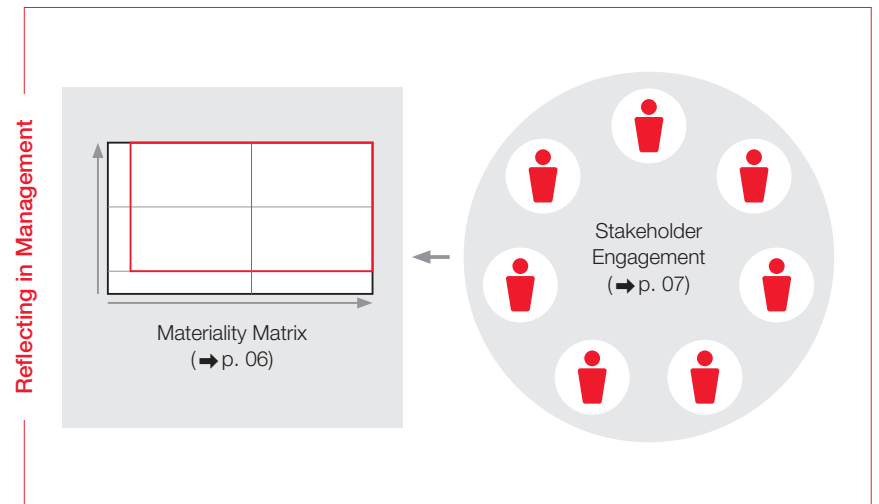 Reflecting in Management
Materiality Matrix
(➡p. 06)
Stakeholder
Engagement
(➡p. 07)